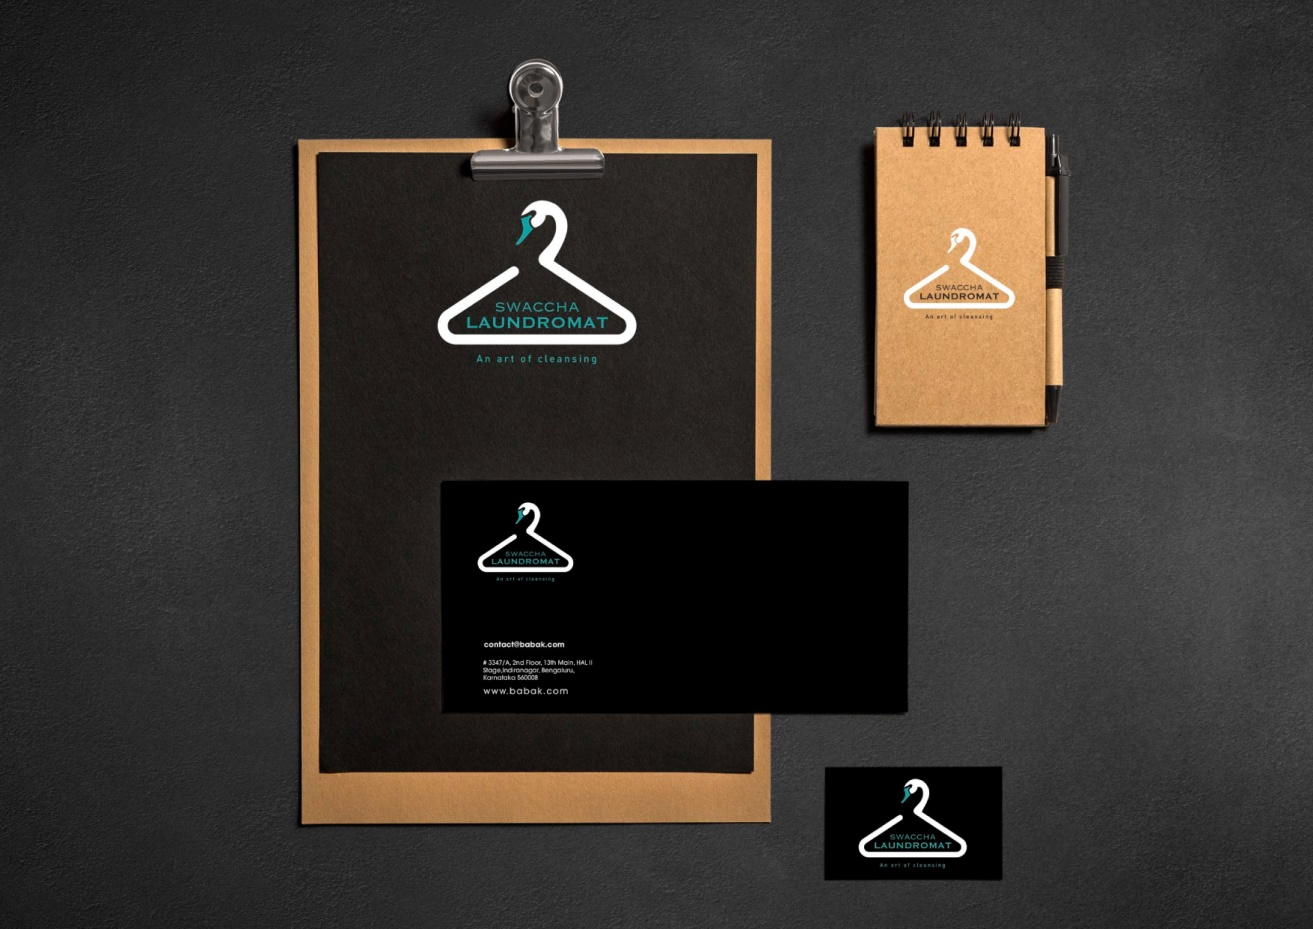 SWACCHA
LAUNDROMAT
An art of cleansing
SWACCHA
LAUNDROMAT
An art of cleansing
SWACCHA
LAUNDROMAT
An art of cleansing
contact@babak.com
# 3347/A, 2nd Floor, 13th Main, HAL II
Stage,Indiranagar, Bengaluru,
Karnataka 560008
www.babak.com
SWACCHA
LAUNDROMAT
An art of cleansing